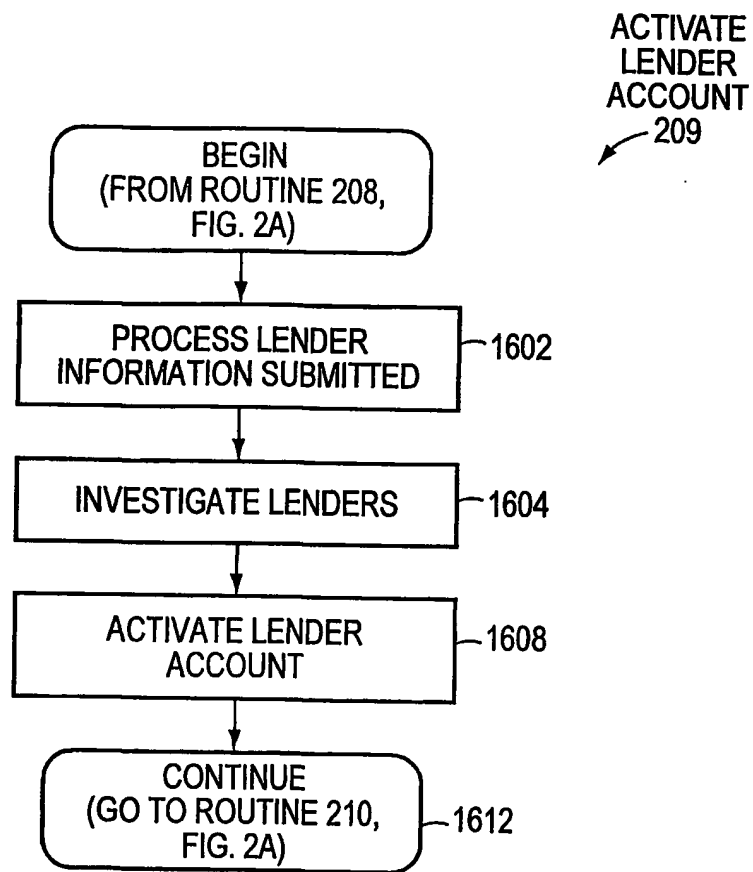 ACTIVATE
LENDER
ACCOUNT
209
BEGIN
(FROM ROUTINE 208,
FIG. 2A)
PROCESS LENDER
INFORMATION SUBMITTED
1602
INVESTIGATE LENDERS
1604
ACTIVATE LENDER
ACCOUNT
1608
CONTINUE
(GO TO ROUTINE 210,
FIG. 2A)
1612